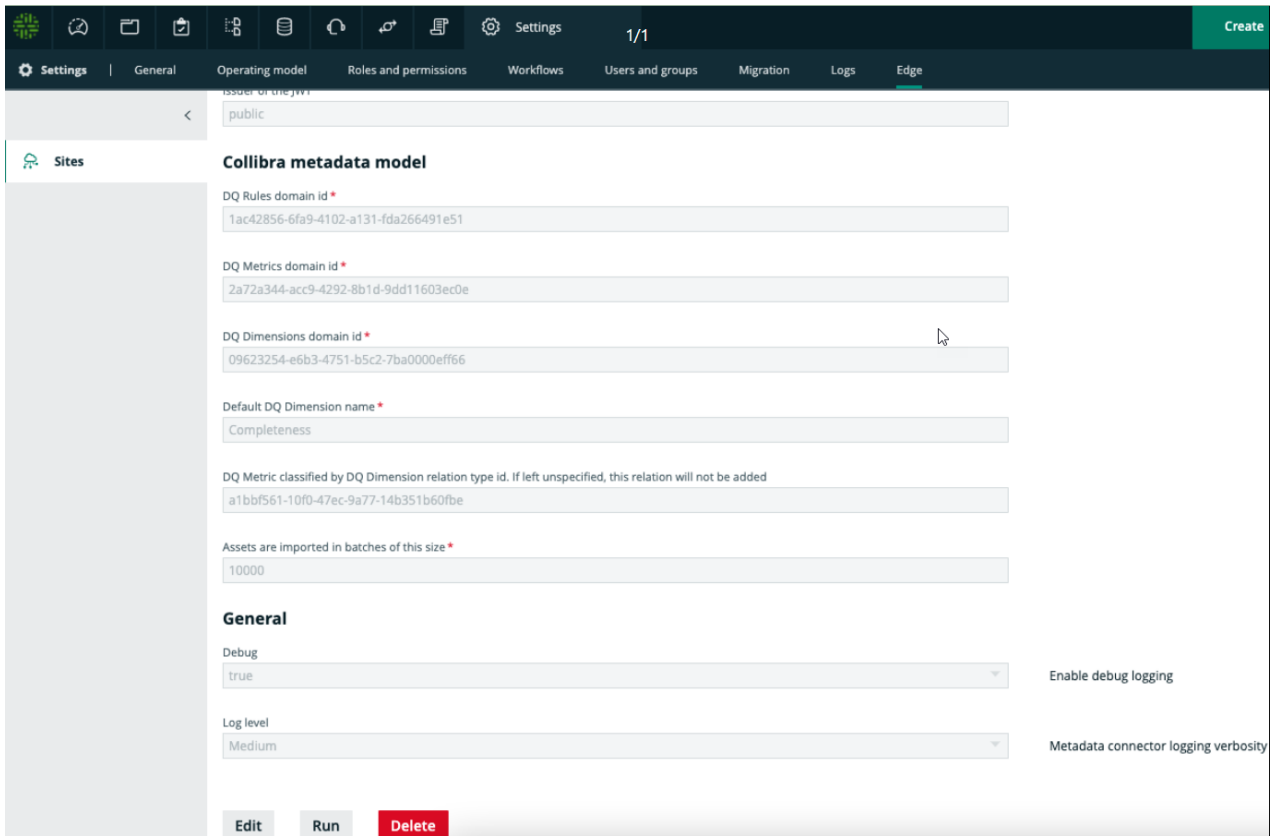 Settings
1/1
Create
Settings | General Operating model Roles and permissions Workflows Users and groups Migration Logs Edge
Issuer of the JWT
public
Sites
Collibra metadata model
DQ Rules domain id *
1ac42856-6fa9-4102-a131-fda266491e51
DQ Metrics domain id *
2a72a344-acc9-4292-8b1d-9dd11603ec0e
DQ Dimensions domain id *
09623254-e6b3-4751-b5c2-7ba0000eff66
Default DQ Dimension name *
Completeness
DQ Metric classified by DQ Dimension relation type id. If left unspecified, this relation will not be added
a1bbf561-10f0-47ec-9a77-14b351b60fbe
Assets are imported in batches of this size *
10000
General
Debug
true
Enable debug logging
Log level
Medium
Metadata connector logging verbosity
Edit Run Delete